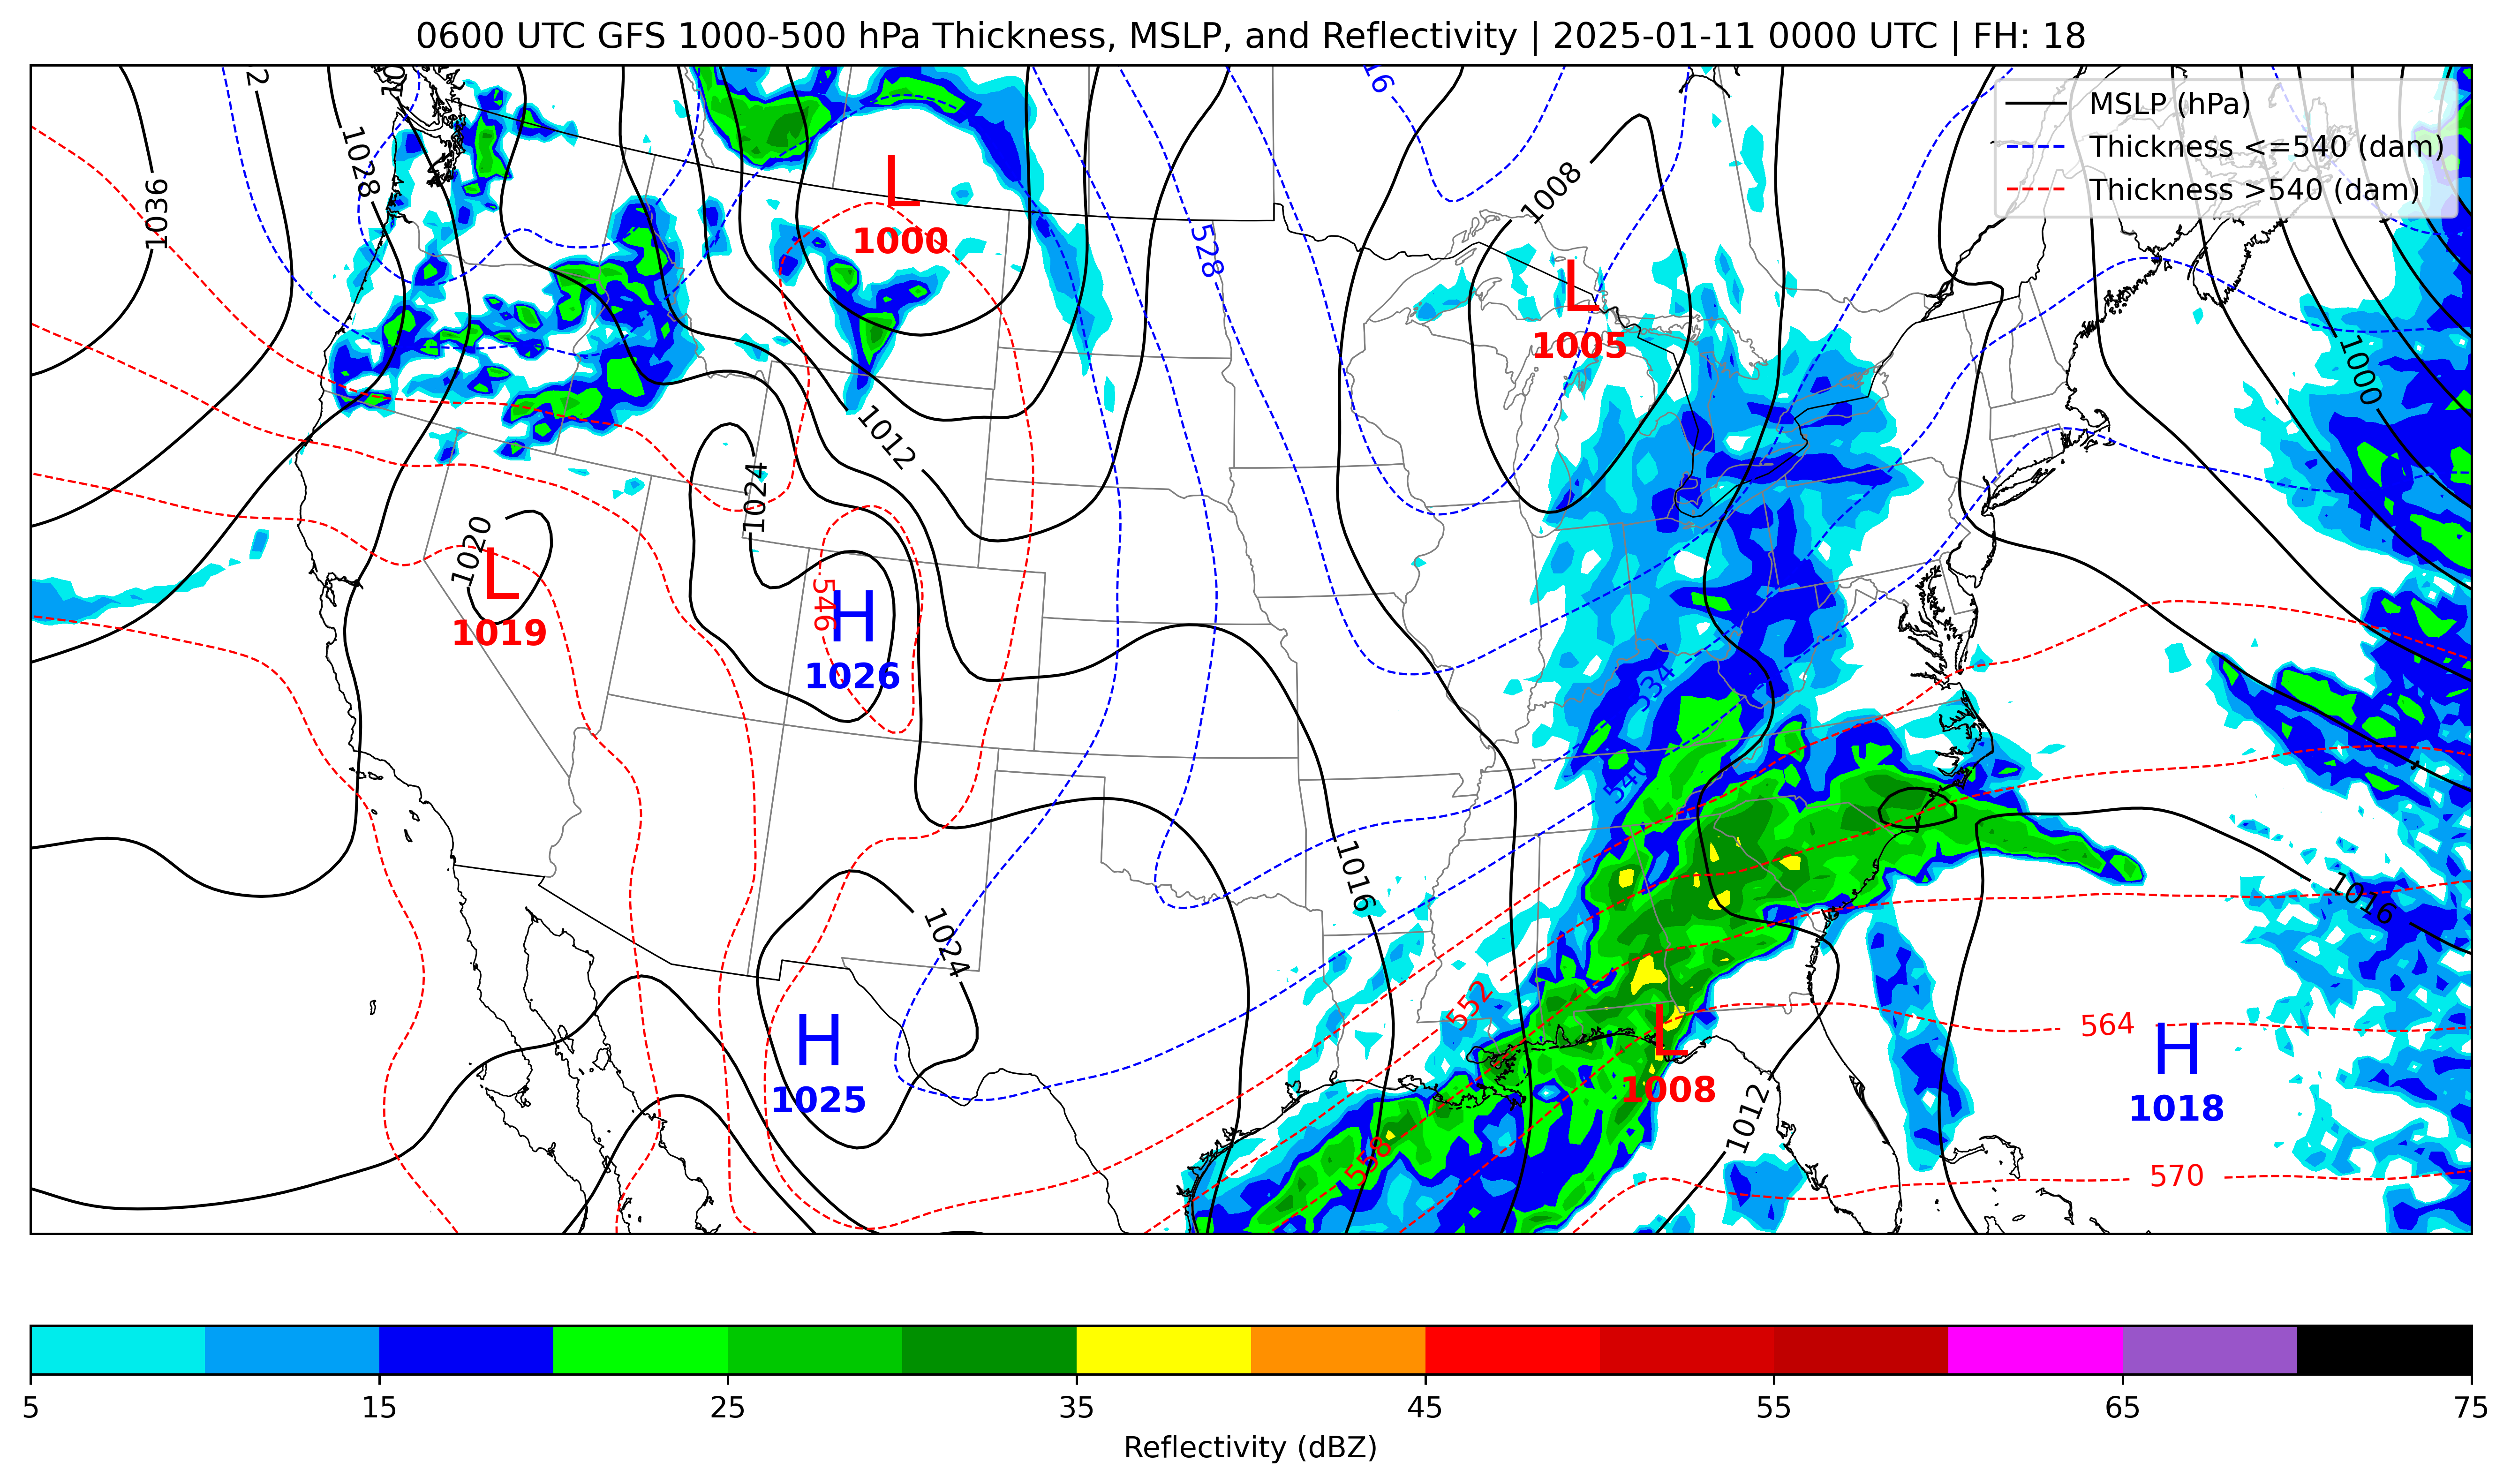 0600 UTC GFS 1000-500 hPa Thickness, MSLP, and Reflectivity | 2025-01-11 0000 UTC | FH: 18
MSLP (hPa)
Thickness <=540 (dam)
Thickness >540 (dam)
1036
1028
L
1000
528
1008
L
1005
1000
1012
1024
1020
L
1019
546
H
1026
534
540
1016
1016
1024
552
564
H
1025
L
1008
H
1018
1012
558
570
5 15 25 35 45 55 65 75
Reflectivity (dBZ)